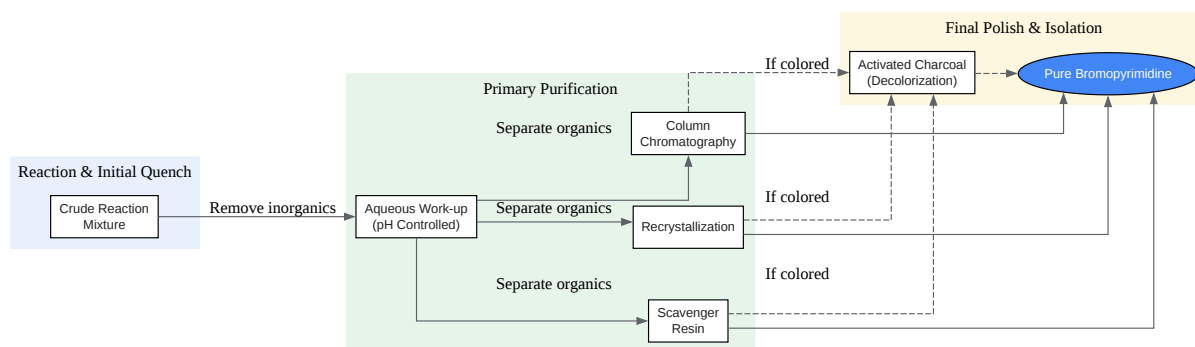 Final Polish & Isolation
If colored
Activated Charcoal
(Decolorization)
Pure Bromopyrimidine
Primary Purification
Separate organics
Column
Chromatography
Reaction & Initial Quench
Crude Reaction
Mixture
Remove inorganics
Aqueous Work-up
(pH Controlled)
Separate organics
Recrystallization
If colored
Separate organics
If colored
Scavenger
Resin